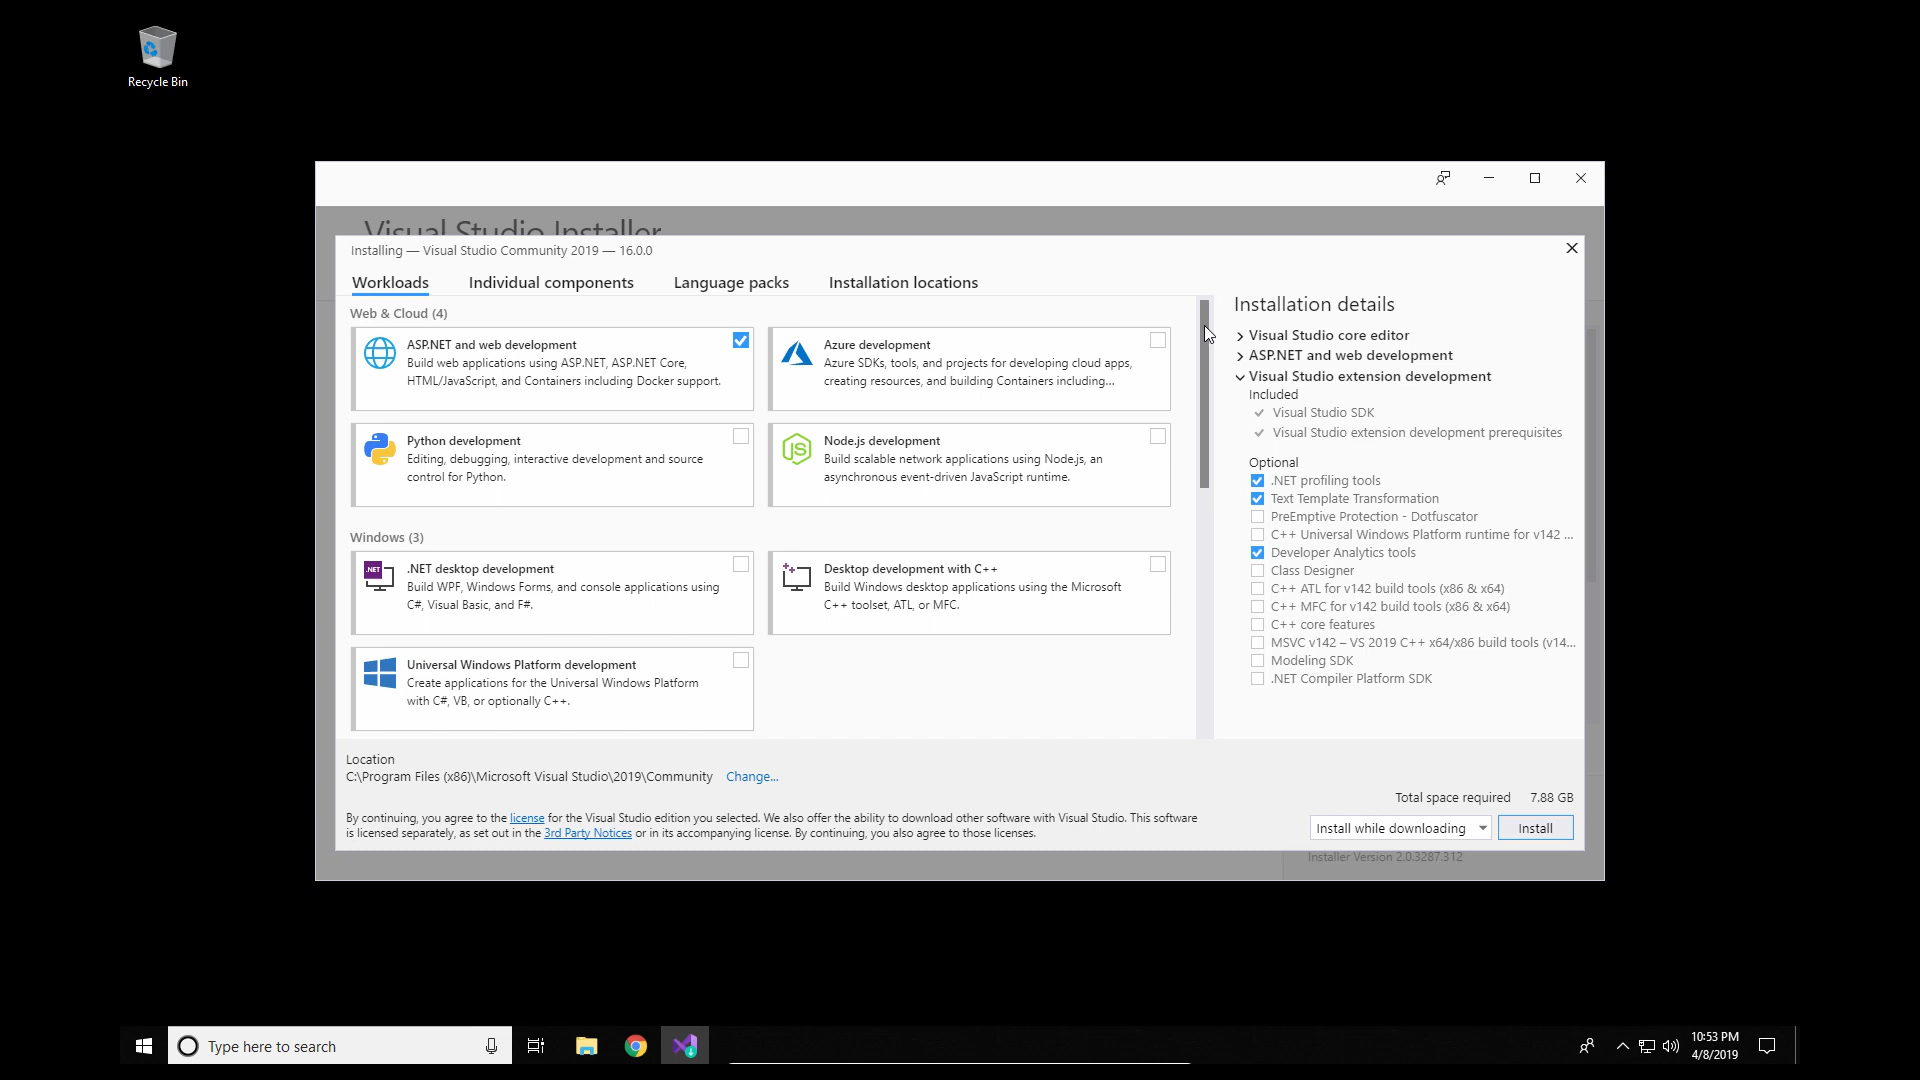 Recycle Bin
Visual Studio Installer
Installing — Visual Studio Community 2019 — 16.0.0
Workloads
Individual components
Language packs
Installation locations
Web & Cloud (4)
ASP.NET and web development
Build web applications using ASP.NET, ASP.NET Core,
HTML/JavaScript, and Containers including Docker support.
Azure development
Azure SDKs, tools, and projects for developing cloud apps,
creating resources, and building Containers including...
Python development
Editing, debugging, interactive development and source
control for Python.
Node.js development
Build scalable network applications using Node.js, an
asynchronous event-driven JavaScript runtime.
Windows (3)
.NET desktop development
Build WPF, Windows Forms, and console applications using
C#, Visual Basic, and F#.
Desktop development with C++
Build Windows desktop applications using the Microsoft
C++ toolset, ATL, or MFC.
Universal Windows Platform development
Create applications for the Universal Windows Platform
with C#, VB, or optionally C++.
Installation details
Visual Studio core editor
ASP.NET and web development
Visual Studio extension development
Included
Visual Studio SDK
Visual Studio extension development prerequisites
Optional
.NET profiling tools
Text Template Transformation
PreEmptive Protection - Dotfuscator
C++ Universal Windows Platform runtime for v142 ...
Developer Analytics tools
Class Designer
C++ ATL for v142 build tools (x86 & x64)
C++ MFC for v142 build tools (x86 & x64)
C++ core features
MSVC v142 – VS 2019 C++ x64/x86 build tools (v14...
Modeling SDK
.NET Compiler Platform SDK
Location
C:\Program Files (x86)\Microsoft Visual Studio\2019\Community Change...
Total space required 7.88 GB
By continuing, you agree to the license for the Visual Studio edition you selected. We also offer the ability to download other software with Visual Studio. This software
is licensed separately, as set out in the 3rd Party Notices or in its accompanying license. By continuing, you also agree to those licenses.
Install while downloading
Install
Installer Version 2.0.3287.312
.NET
JS
Type here to search
10:53 PM
4/8/2019